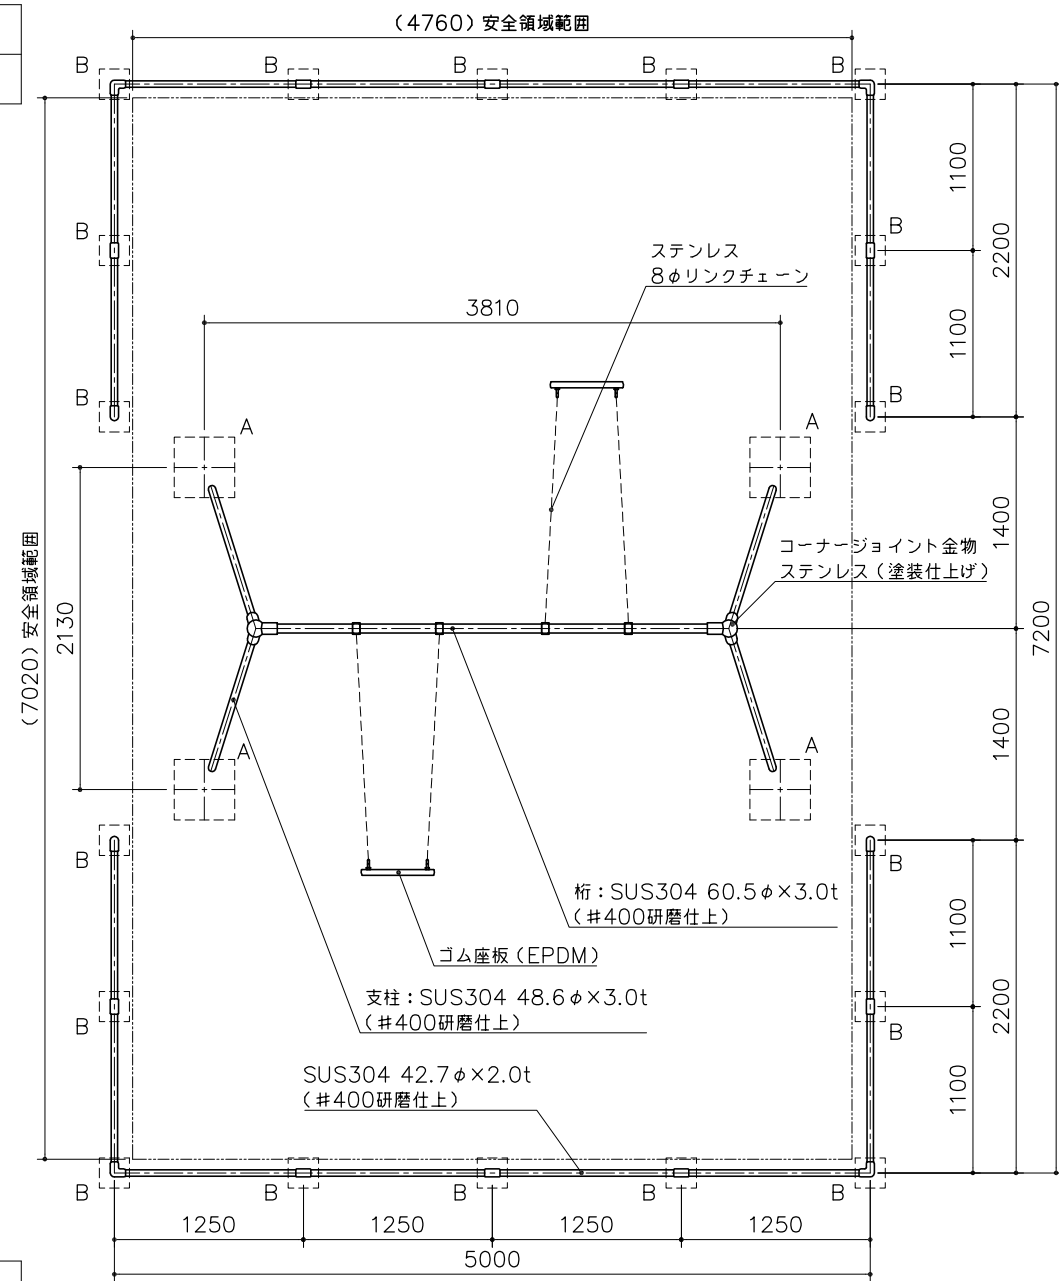 (4760)安全領域範囲
B B B B B
1100
B B
2200
ステンレス
8φリンクチェーン
3810
1100
B B
A A
1400
コーナージョイント金物
ステンレス(塗装仕上げ)
(7020)安全領域範囲
2130
7200
1400
A A
B B
桁:SUS304 60.5φ×3.0t
(#400研磨仕上)
1100
ゴム座板(EPDM)
支柱:SUS304 48.6φ×3.0t
(#400研磨仕上)
2200
B B
SUS304 42.7φ×2.0t
(#400研磨仕上)
1100
B B B B B
1250 1250 1250 1250
5000